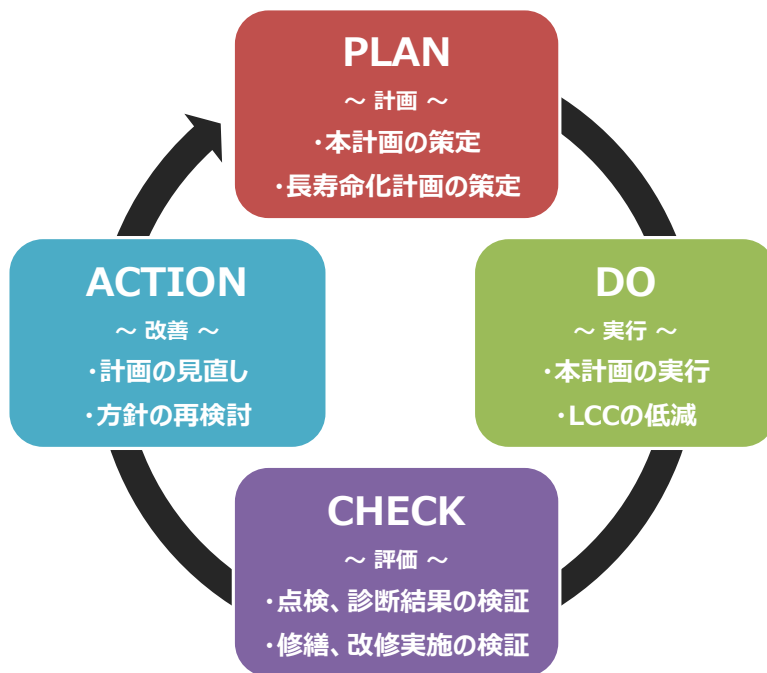 PLAN
～ 計画 ～
・本計画の策定
・長寿命化計画の策定
DO
～ 実行 ～
・本計画の実行
・LCCの低減
CHECK
～ 評価 ～
・点検、診断結果の検証
・修繕、改修実施の検証
ACTION
～ 改善 ～
・計画の見直し
・方針の再検討